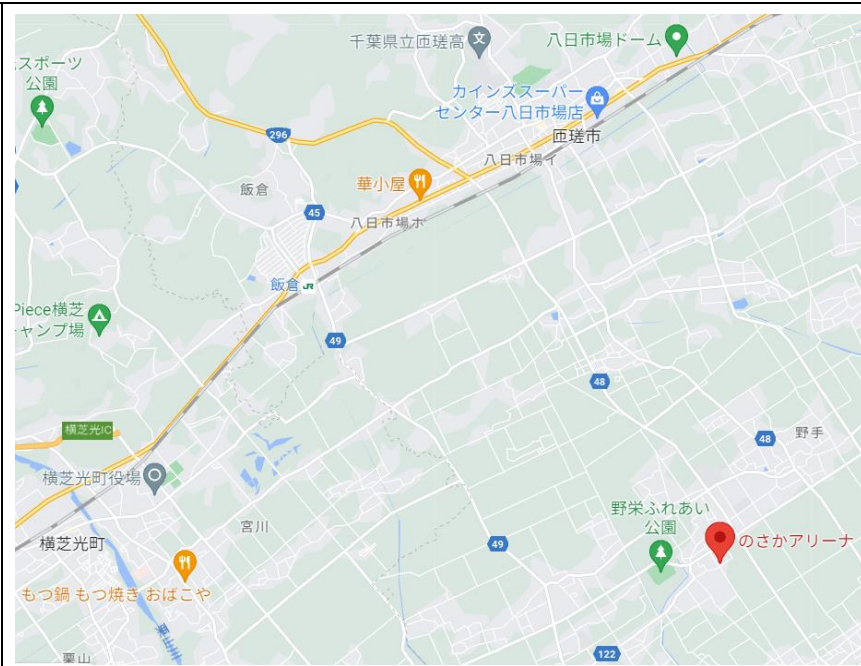 千葉県立匝瑳高
八日市場ドーム
スポーツ
公園
カインズスーパー
センター八日市場店
匝瑳市
296
八日市場イ
飯倉
華小屋
45
八日市場ホ
飯倉 JR
Piece横芝
キャンプ場
49
48
横芝光IC
48
野手
横芝光町役場
野栄ふれあい
公園
宮川
横芝光町
49
のさかアリーナ
もつ鍋 もつ焼き おばこや
栗山
122